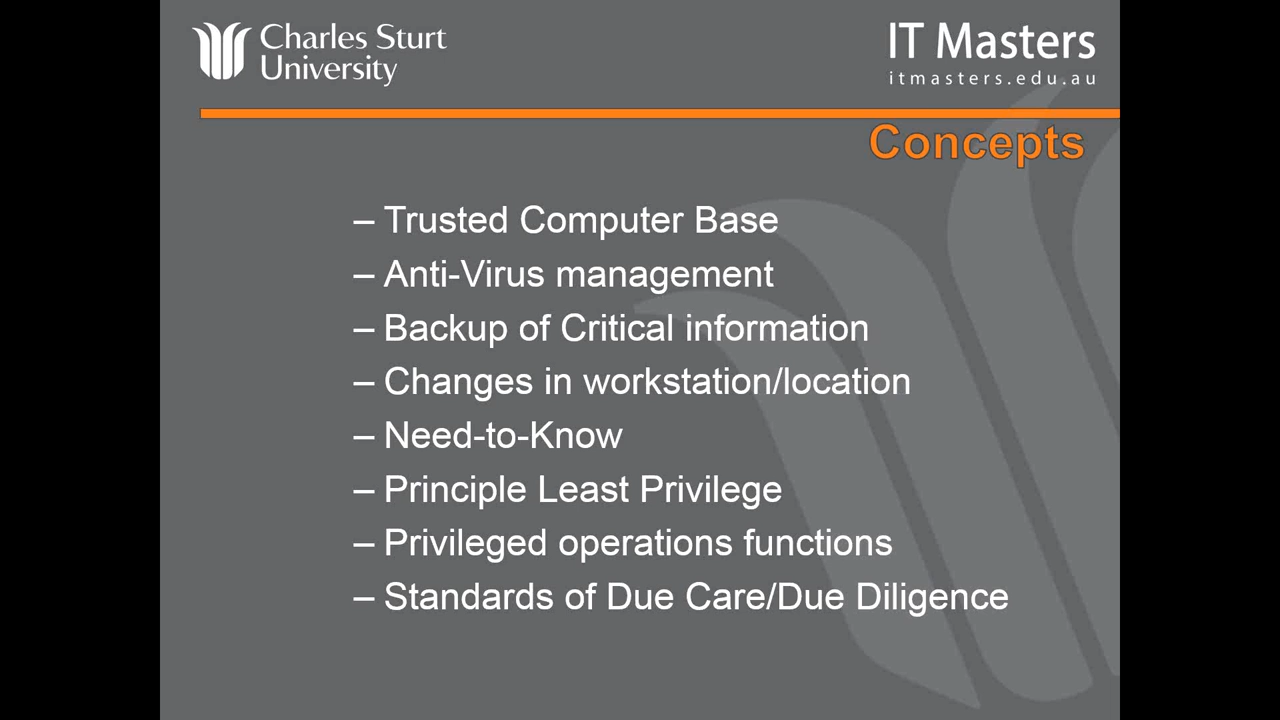 Charles Sturt
University
IT Masters
itmasters.edu.au
Concepts
– Trusted Computer Base
– Anti-Virus management
– Backup of Critical information
– Changes in workstation/location
– Need-to-Know
– Principle Least Privilege
– Privileged operations functions
– Standards of Due Care/Due Diligence